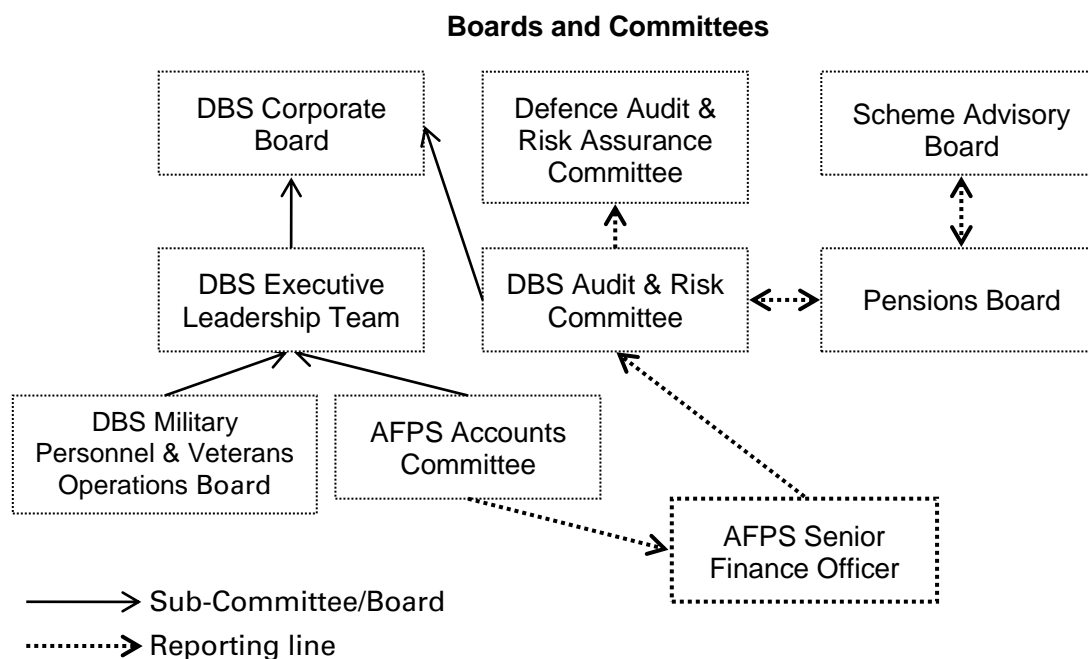 Boards and Committees
DBS Corporate
Board
Defence Audit &
Risk Assurance
Committee
Scheme Advisory
Board
DBS Executive
Leadership Team
DBS Audit & Risk
Committee
Pensions Board
DBS Military
Personnel & Veterans
Operations Board
AFPS Accounts
Committee
AFPS Senior
Finance Officer
Sub-Committee/Board
Reporting line